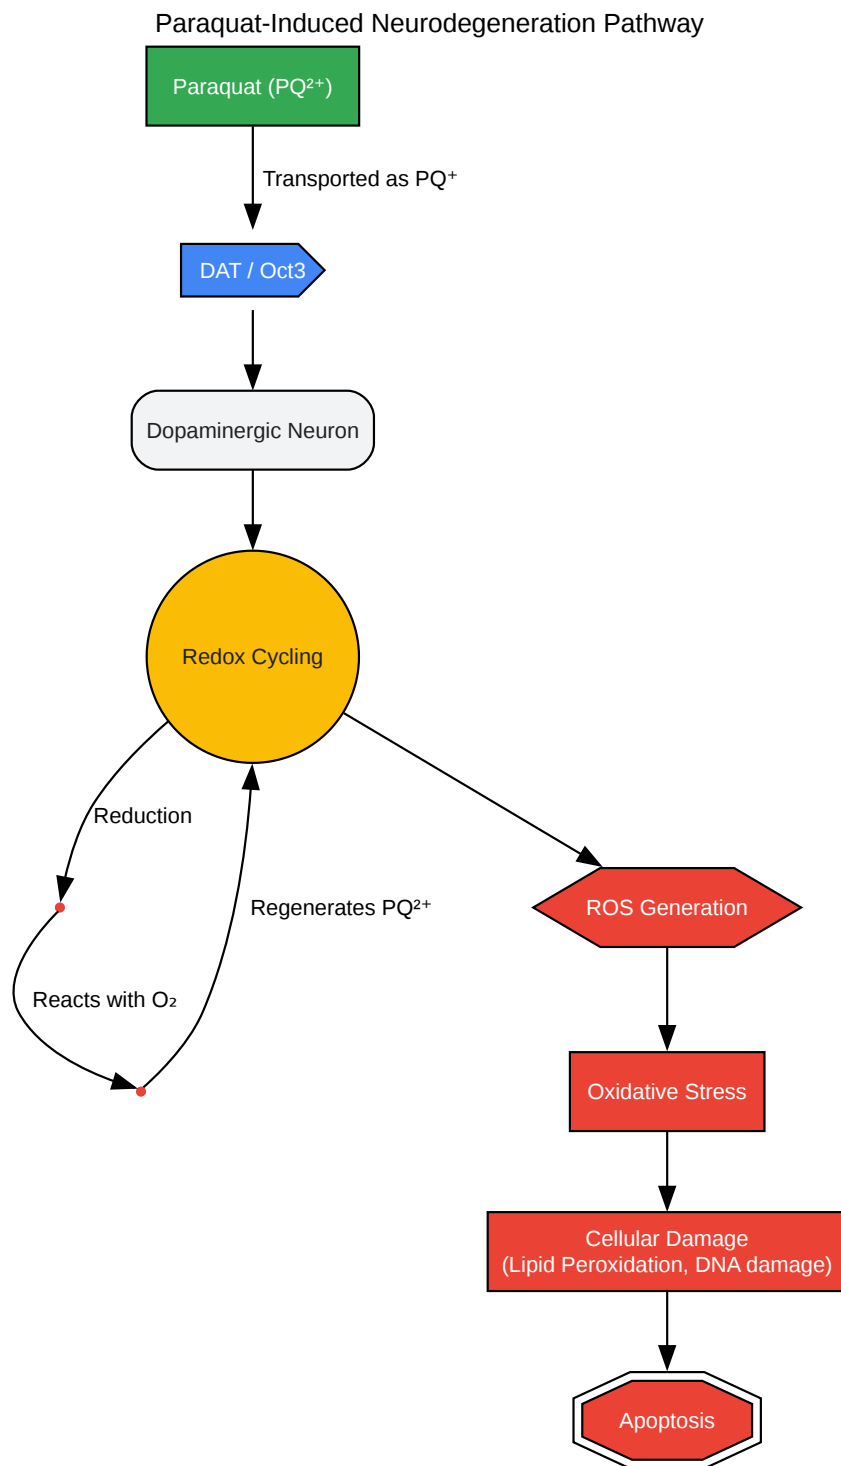 Paraquat-Induced Neurodegeneration Pathway
Paraquat (PQ²⁺)
Transported as PQ⁺
DAT / Oct3
Dopaminergic Neuron
Redox Cycling
Reduction
Regenerates PQ²⁺
ROS Generation
Reacts with O₂
Oxidative Stress
Cellular Damage
(Lipid Peroxidation, DNA damage)
Apoptosis